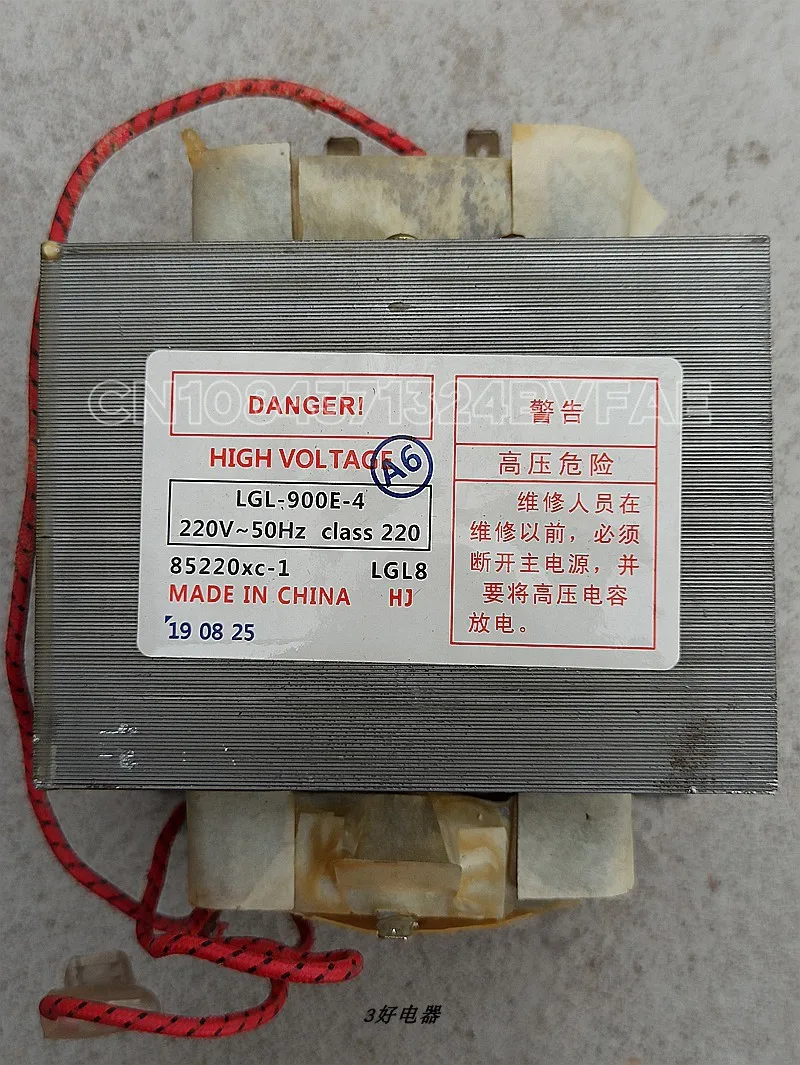 DANGER!
HIGH VOLTAGE
A6
LGL-900E-4
220V~50Hz class 220
85220xc-1 LGL8
MADE IN CHINA HJ
19 08 25
警告
高压危险
维修人员在
维修以前，必须
断开主电源，并
要将高压电容
放电。
3好电器